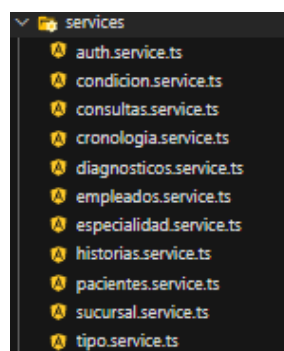 services
auth.service.ts
condicion.service.ts
consultas.service.ts
cronologia.service.ts
diagnosticos.service.ts
empleados.service.ts
especialidad.service.ts
historias.service.ts
pacientes.service.ts
sucursal.service.ts
tipo.service.ts